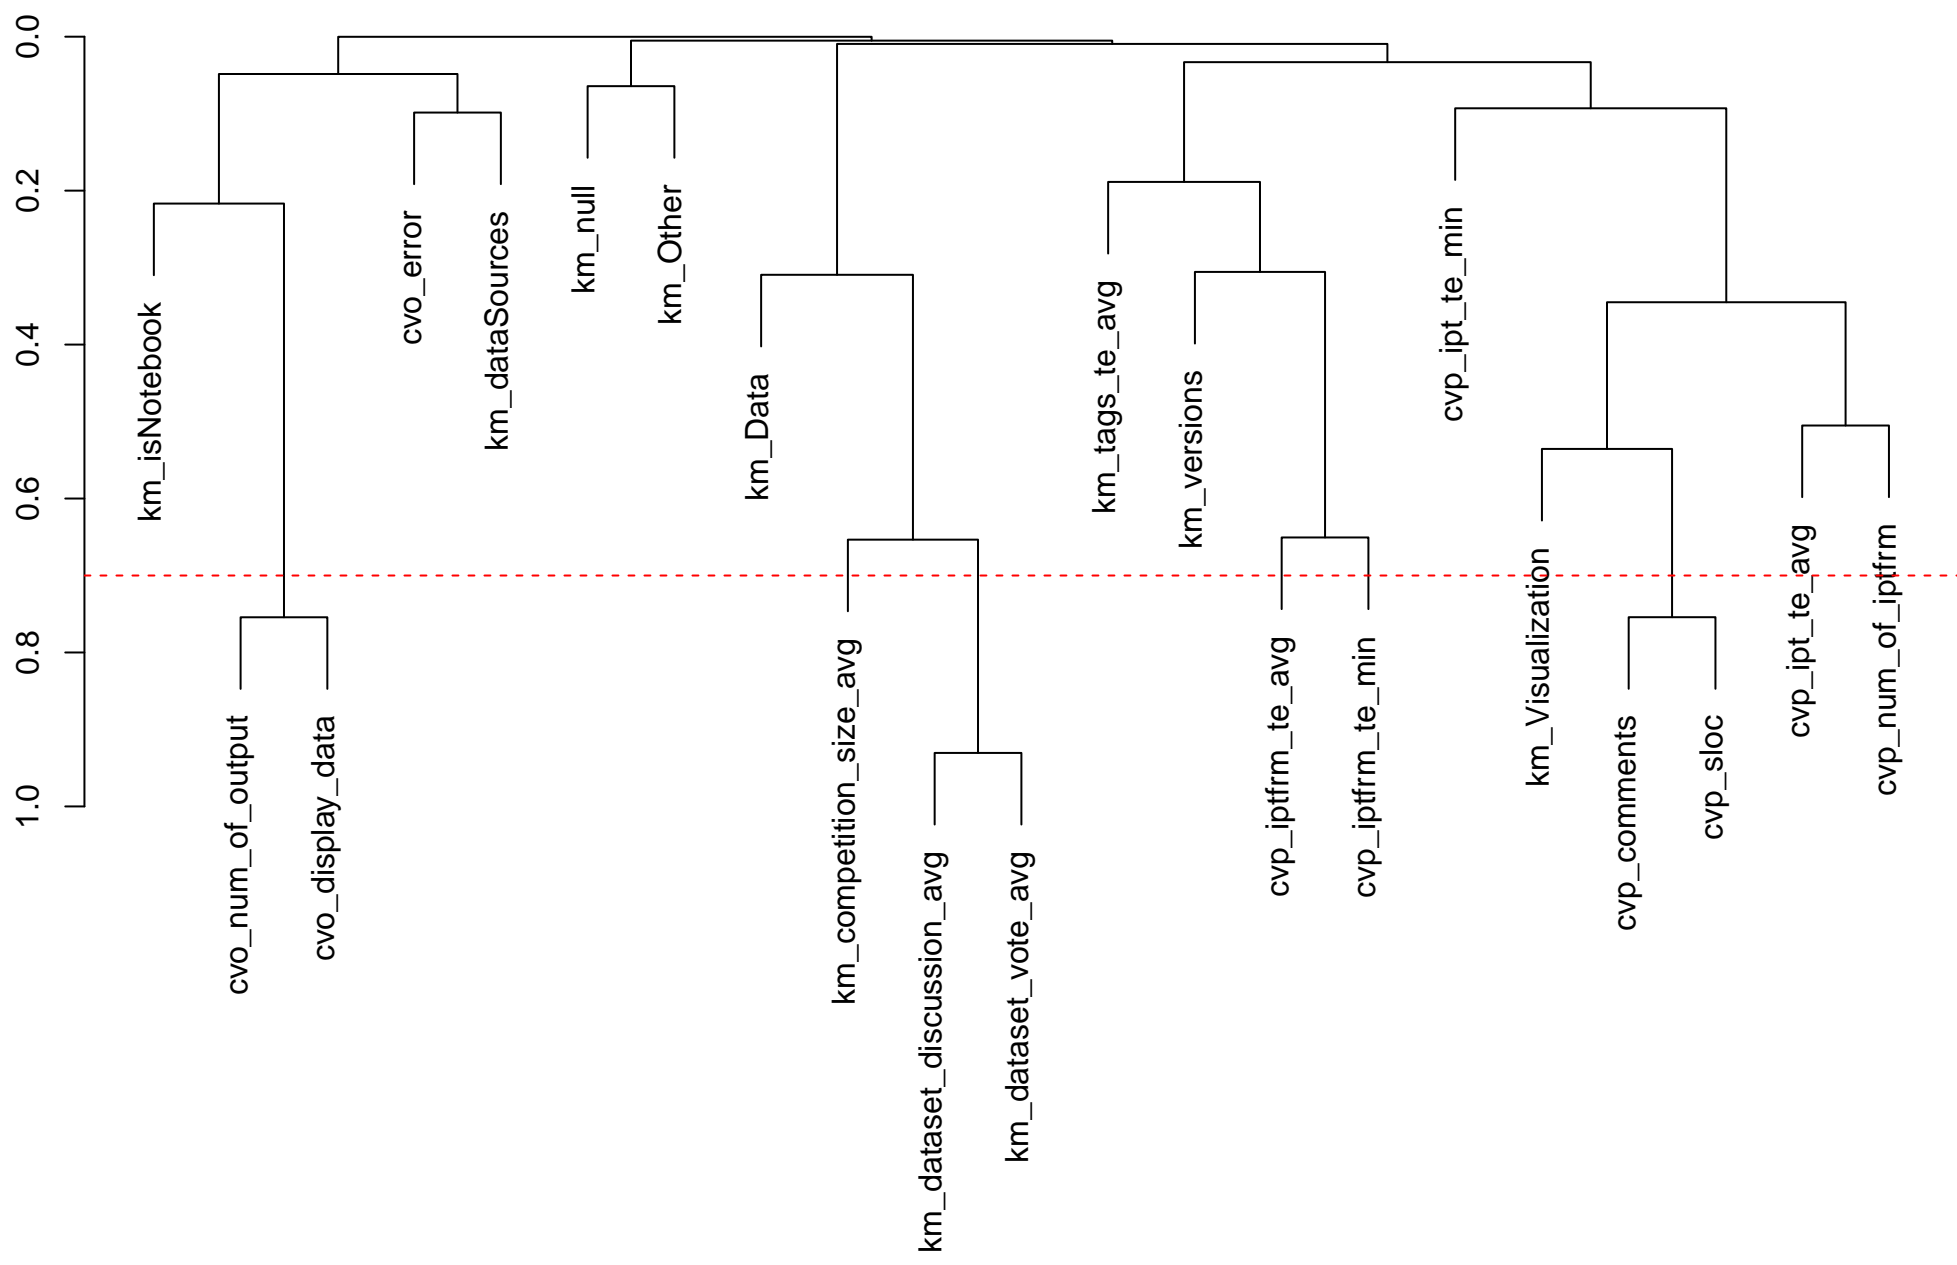 0.0
0.2
0.4
0.6
0.8
1.0
km_isNotebook
cvo_num_of_output
cvo_display_data
cvo_error
km_dataSources
km_null
km_Other
km_Data
km_competition_size_avg
km_dataset_discussion_avg
km_dataset_vote_avg
km_tags_te_avg
km_versions
cvp_iptfrm_te_avg
cvp_iptfrm_te_min
cvp_ipt_te_min
km_Visualization
cvp_comments
cvp_sloc
cvp_ipt_te_avg
cvp_num_of_iptfrm